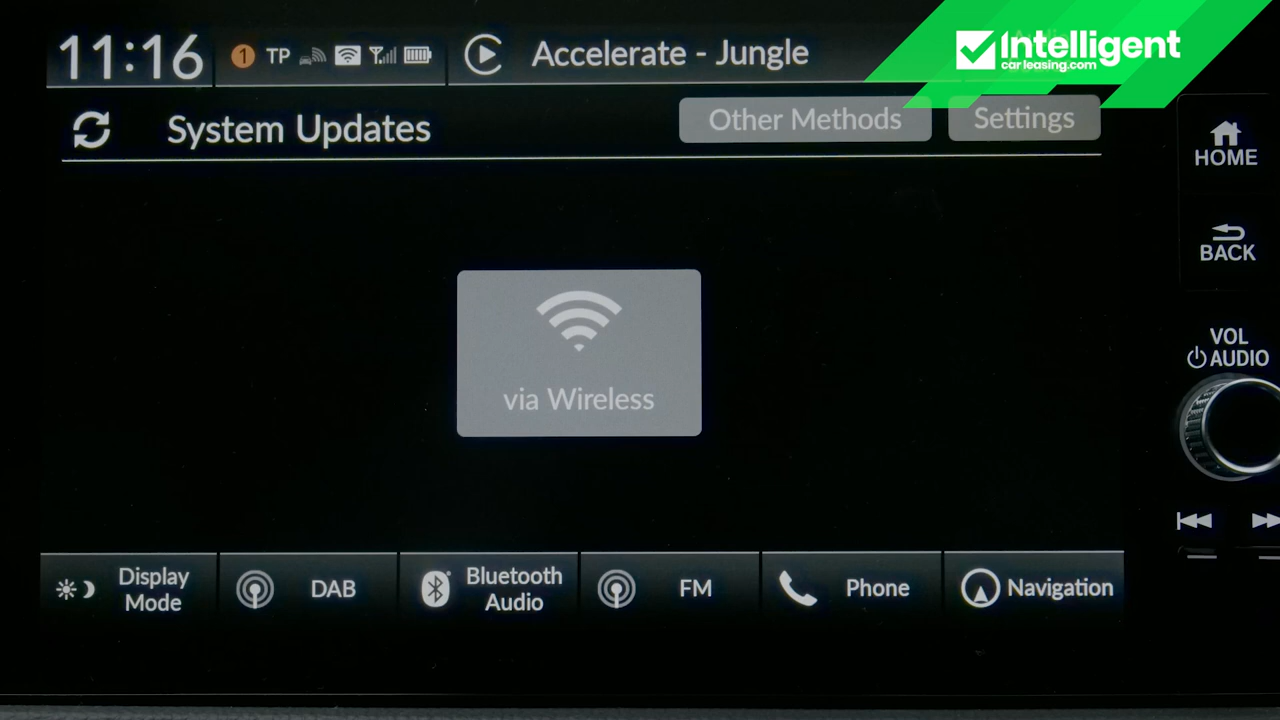 11:16
1 TP
Accelerate - Jungle
Intelligent
carleasing.com
System Updates
Other Methods
Settings
HOME
BACK
via Wireless
VOL
AUDIO
Display
Mode
DAB
Bluetooth
Audio
FM
Phone
Navigation